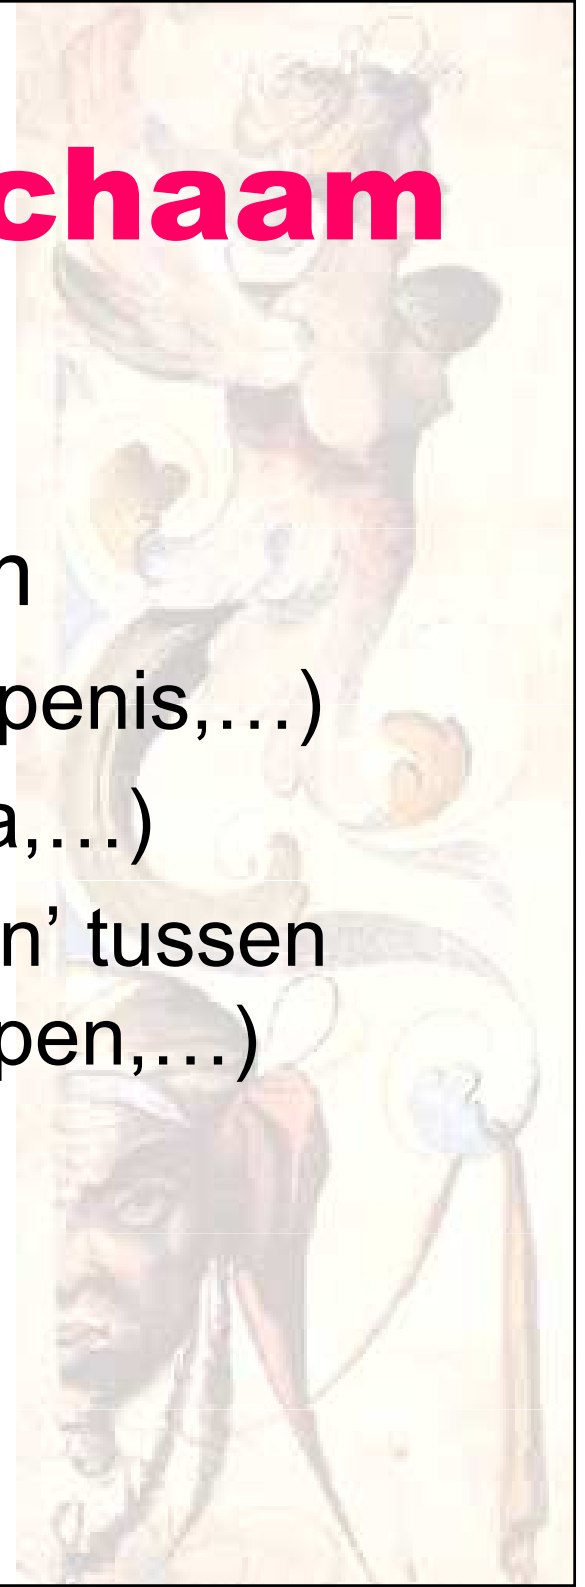 chaam
n
penis,…)
a,…)
n’ tussen
pen,…)